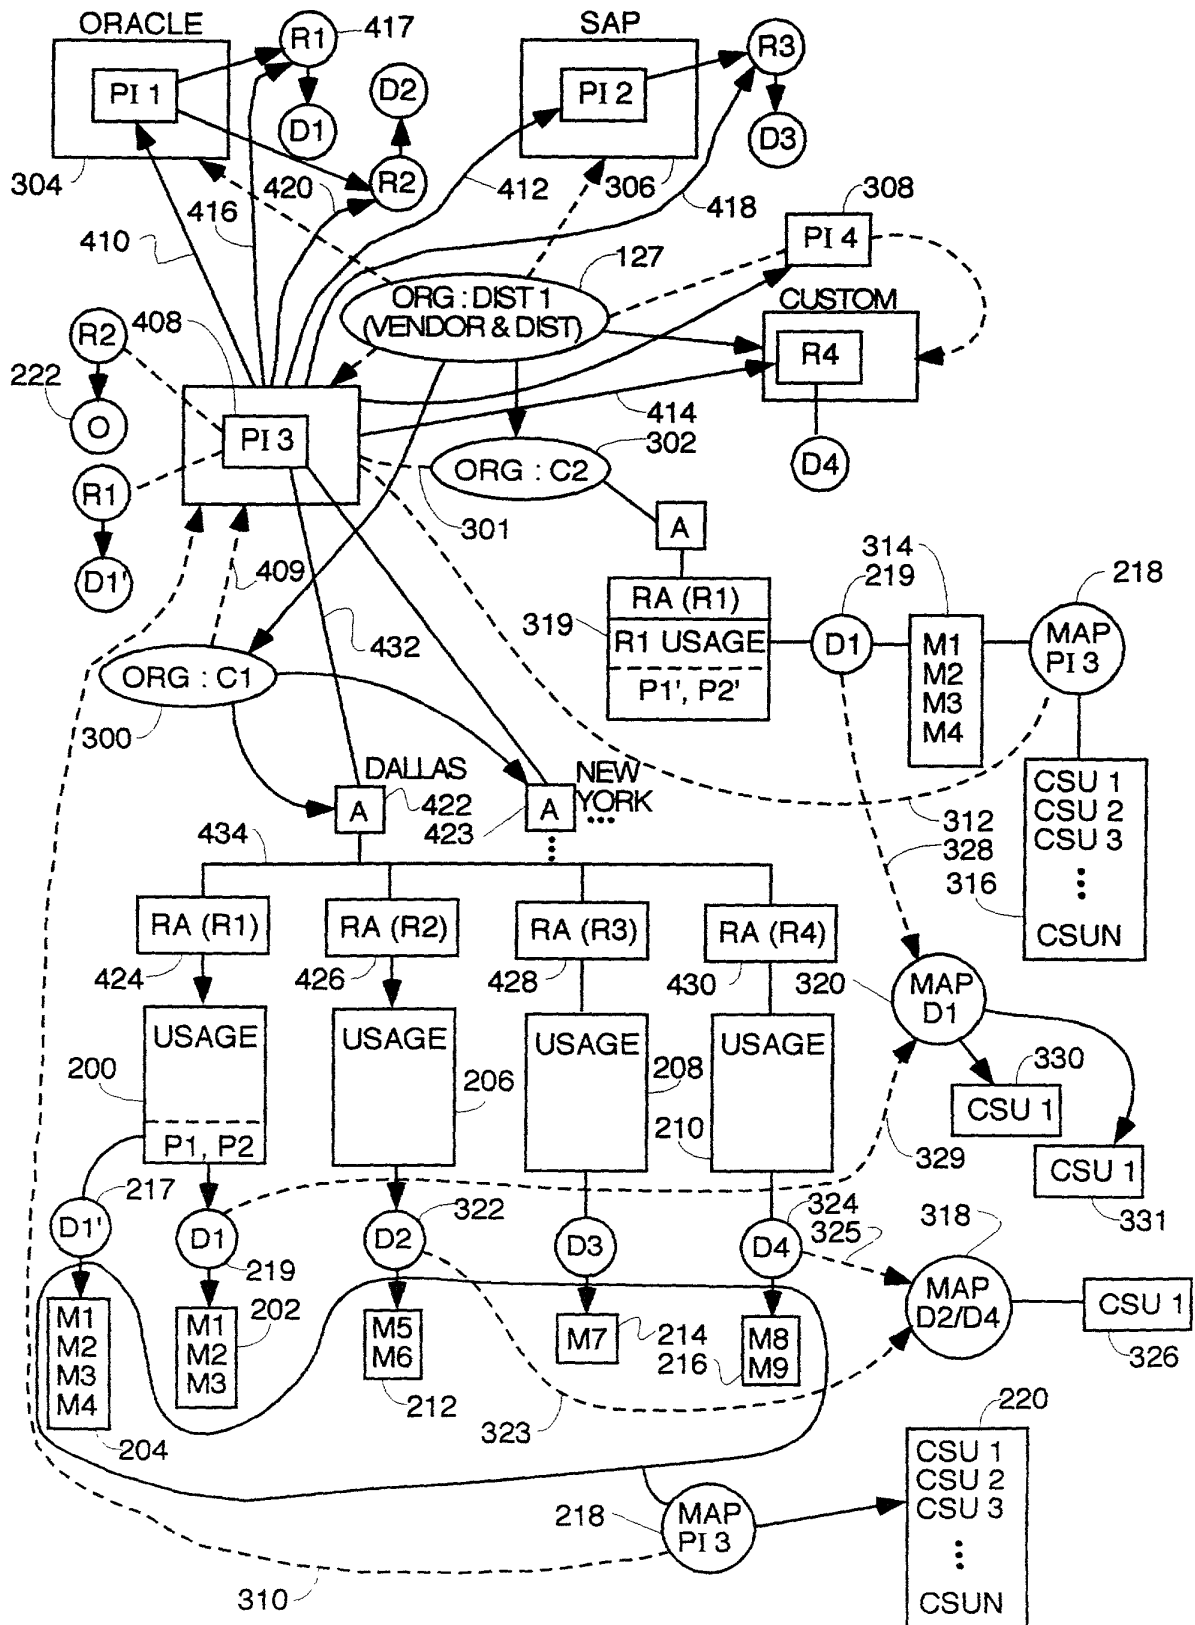 ORACLE
R1
417
SAP
R3
PI 1
D2
PI 2
D1
D3
304
R2
420
412
306
418
308
416
PI 4
410
127
ORG : DIST 1
(VENDOR & DIST)
CUSTOM
R2
408
R4
222
O
414
PI 3
302
ORG : C2
D4
R1
301
A
D1'
409
314
219
218
RA (R1)
319
R1 USAGE
D1
M1
M2
M3
M4
MAP
PI 3
P1', P2'
432
ORG : C1
300
DALLAS
NEW
YORK
...
A
422
A
423
CSU 1
CSU 2
CSU 3
⋮
CSUN
312
328
316
434
RA (R1)
RA (R2)
RA (R3)
RA (R4)
424
426
428
430
320
MAP
D1
USAGE
USAGE
USAGE
USAGE
200
206
208
330
CSU 1
210
P1, P2
329
CSU 1
331
217
D1'
D1
322
D2
D3
324
D4
325
318
219
MAP
D2/D4
CSU 1
326
M1
M2
M3
M4
202
M1
M2
M3
M5
M6
M7
214
216
M8
M9
212
323
204
220
CSU 1
CSU 2
CSU 3
⋮
CSUN
218
MAP
PI 3
310